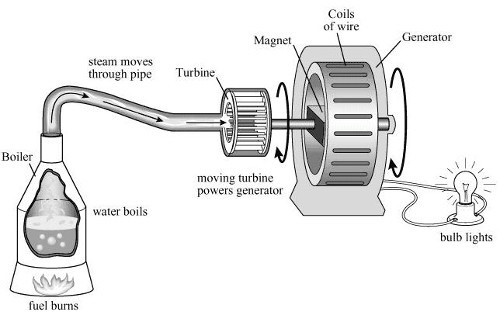 Coils
of wire
Magnet
Generator
steam moves
through pipe
Turbine
Boiler
water boils
moving turbine
powers generator
bulb lights
fuel burns